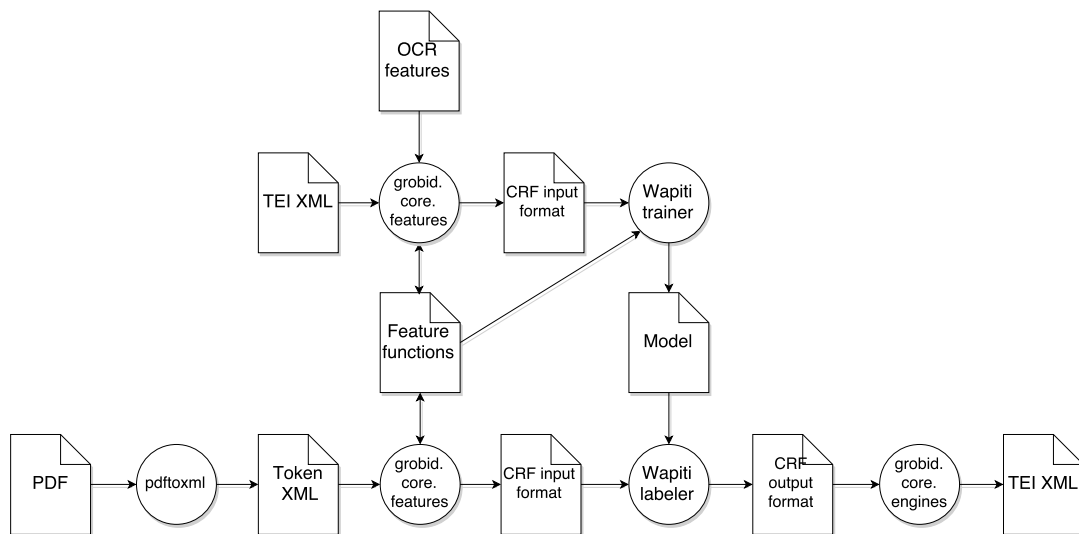 OCR
features
TEI XML
grobid.
core.
features
CRF input
format
Wapiti
trainer
Feature
functions
Model
PDF
pdftoxml
Token
XML
grobid.
core.
features
CRF input
format
Wapiti
labeler
CRF
output
format
grobid.
core.
engines
TEI XML